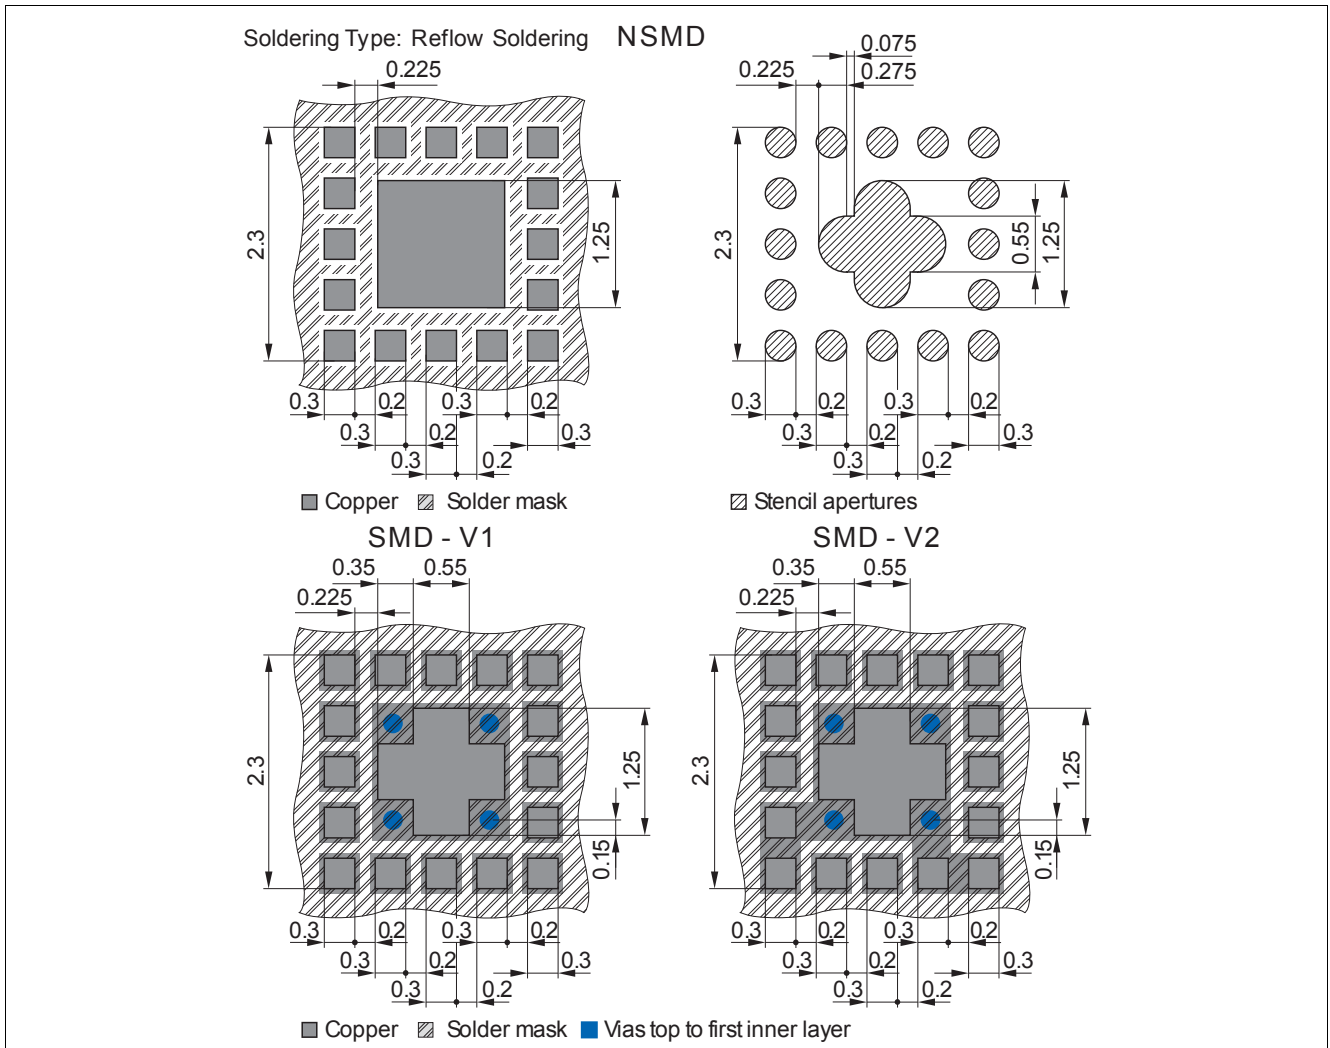 Soldering Type: Reflow Soldering NSMD
0.225
2.3
1.25
0.3 0.2 0.3 0.2
0.3 0.2 0.3
0.3 0.2
Copper Solder mask
0.075
0.225 0.275
2.3
0.55
1.25
0.3 0.2 0.3 0.2
0.3 0.2 0.3
0.3 0.2
Stencil apertures
SMD - V1
0.35 0.55
0.225
2.3
1.25
0.15
0.3 0.2 0.3 0.2
0.3 0.2 0.3
0.3 0.2
SMD - V2
0.35 0.55
0.225
2.3
1.25
0.15
0.3 0.2 0.3 0.2
0.3 0.2 0.3
0.3 0.2
Copper Solder mask Vias top to first inner layer